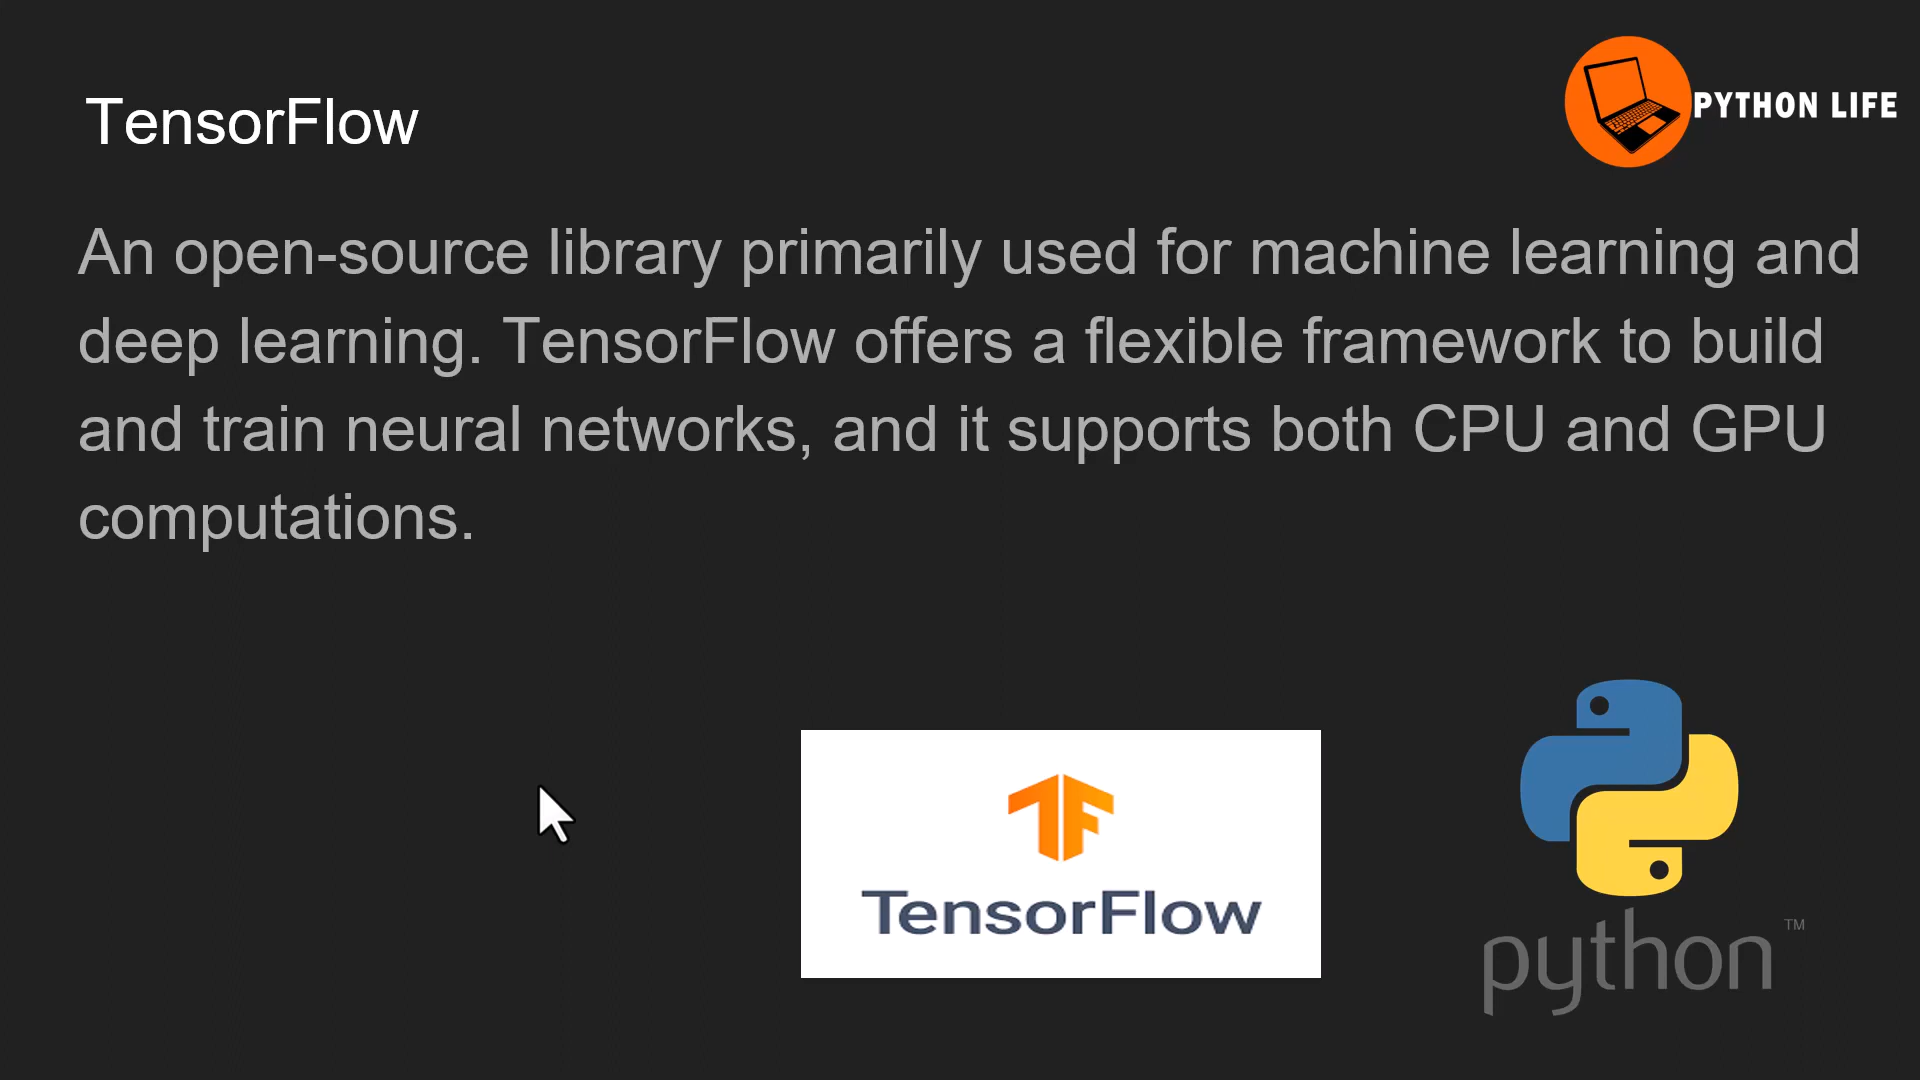 TensorFlow
PYTHON LIFE
An open-source library primarily used for machine learning and
deep learning. TensorFlow offers a flexible framework to build
and train neural networks, and it supports both CPU and GPU
computations.
TensorFlow
python™